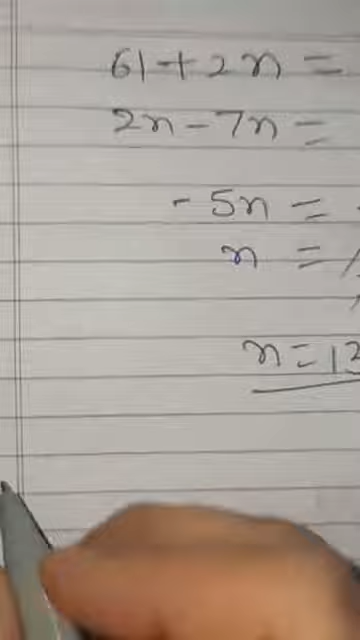 61+2n =
2n-7n =
-5n =
n =
n=13